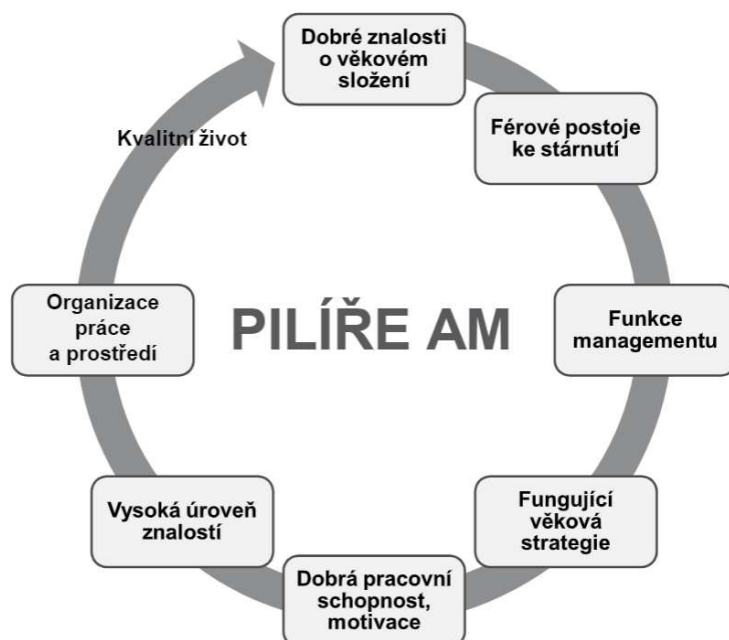 Dobré znalosti
o věkovém
složení
Férové postoje
ke stárnutí
Funkce
managementu
Fungující
věková
strategie
Dobrá pracovní
schopnost,
motivace
Vysoká úroveň
znalostí
Organizace
práce
a prostředí
Kvalitní život
PILÍŘE AM